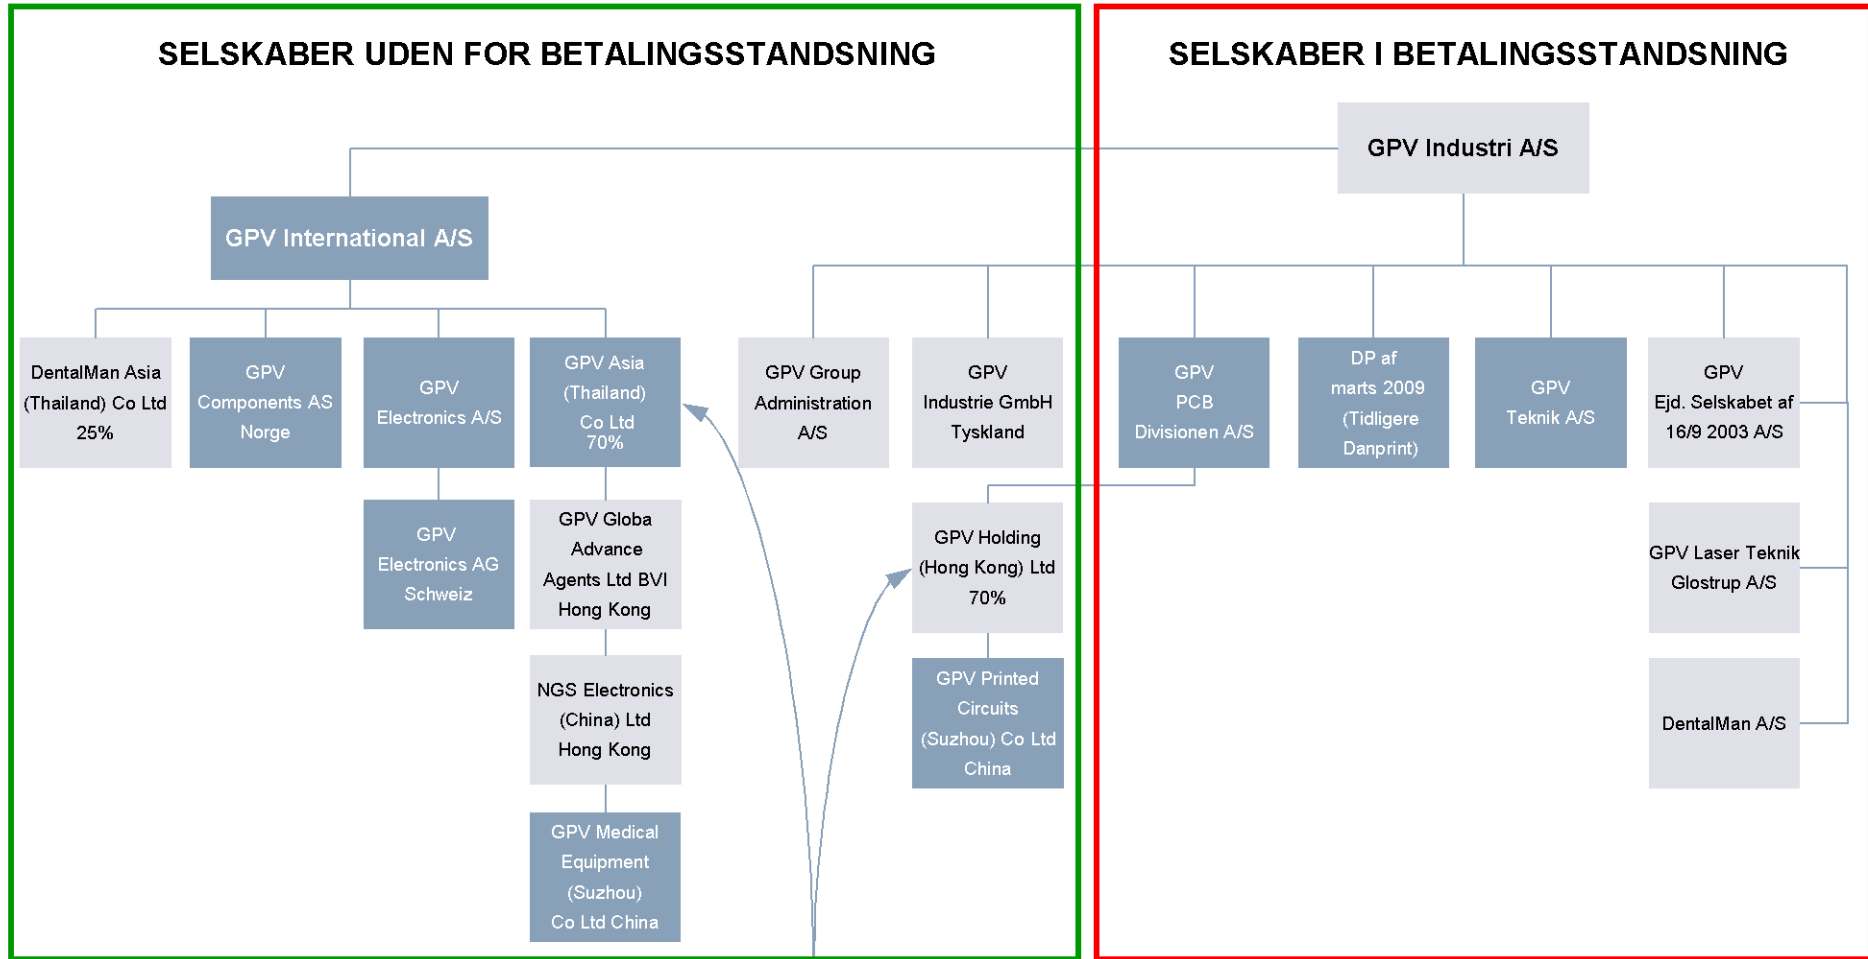 SELSKABER UDEN FOR BETALINGSSTANDSNING
SELSKABER I BETALINGSSTANDSNING
GPV Industri A/S
GPV International A/S
DentalMan Asia
(Thailand) Co Ltd
25%
GPV
Components AS
Norge
GPV
Electronics A/S
GPV Asia
(Thailand)
Co Ltd
70%
GPV Group
Administration
A/S
GPV
Industrie GmbH
Tyskland
GPV
PCB
Divisionen A/S
DP af
marts 2009
(Tidligere
Danprint)
GPV
Teknik A/S
GPV
Ejd. Selskabet af
16/9 2003 A/S
GPV
Electronics AG
Schweiz
GPV Globa
Advance
Agents Ltd BVI
Hong Kong
GPV Holding
(Hong Kong) Ltd
70%
GPV Laser Teknik
Glostrup A/S
NGS Electronics
(China) Ltd
Hong Kong
GPV Printed
Circuits
(Suzhou) Co Ltd
China
DentalMan A/S
GPV Medical
Equipment
(Suzhou)
Co Ltd China